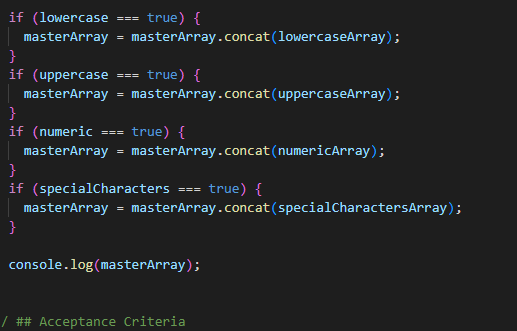 if (lowercase === true) {
  masterArray = masterArray.concat(lowercaseArray);
}
if (uppercase === true) {
  masterArray = masterArray.concat(uppercaseArray);
}
if (numeric === true) {
  masterArray = masterArray.concat(numericArray);
}
if (specialCharacters === true) {
  masterArray = masterArray.concat(specialCharactersArray);
}
console.log(masterArray);
/ ## Acceptance Criteria